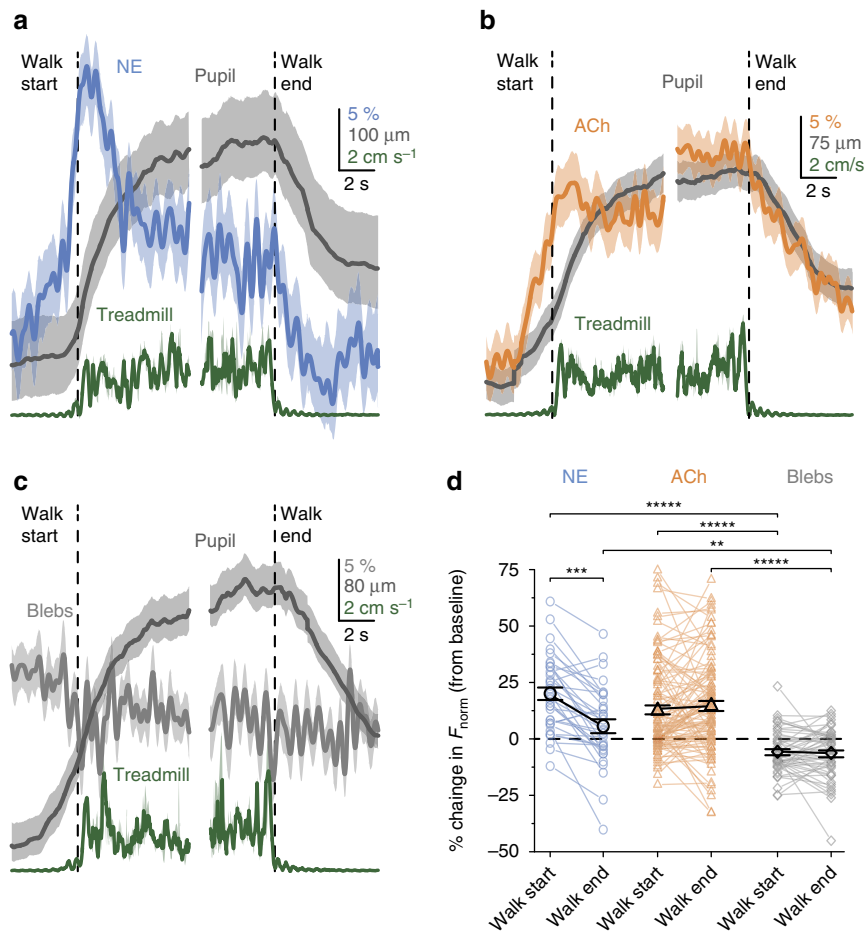 a
Walk
start
NE
Pupil
Walk
end
5 %
100 µm
2 cm s⁻¹
2 s
Treadmill
b
Walk
start
ACh
Pupil
Walk
end
5 %
75 µm
2 cm/s
2 s
Treadmill
c
Walk
start
Blebs
Pupil
Walk
end
5 %
80 µm
2 cm s⁻¹
2 s
Treadmill
d
NE ACh Blebs
*****
*****
**
*** *****
75
50
25
0
−25
−50
% chainge in Fnorm (from baseline)
Walk start
Walk end
Walk start
Walk end
Walk start
Walk end